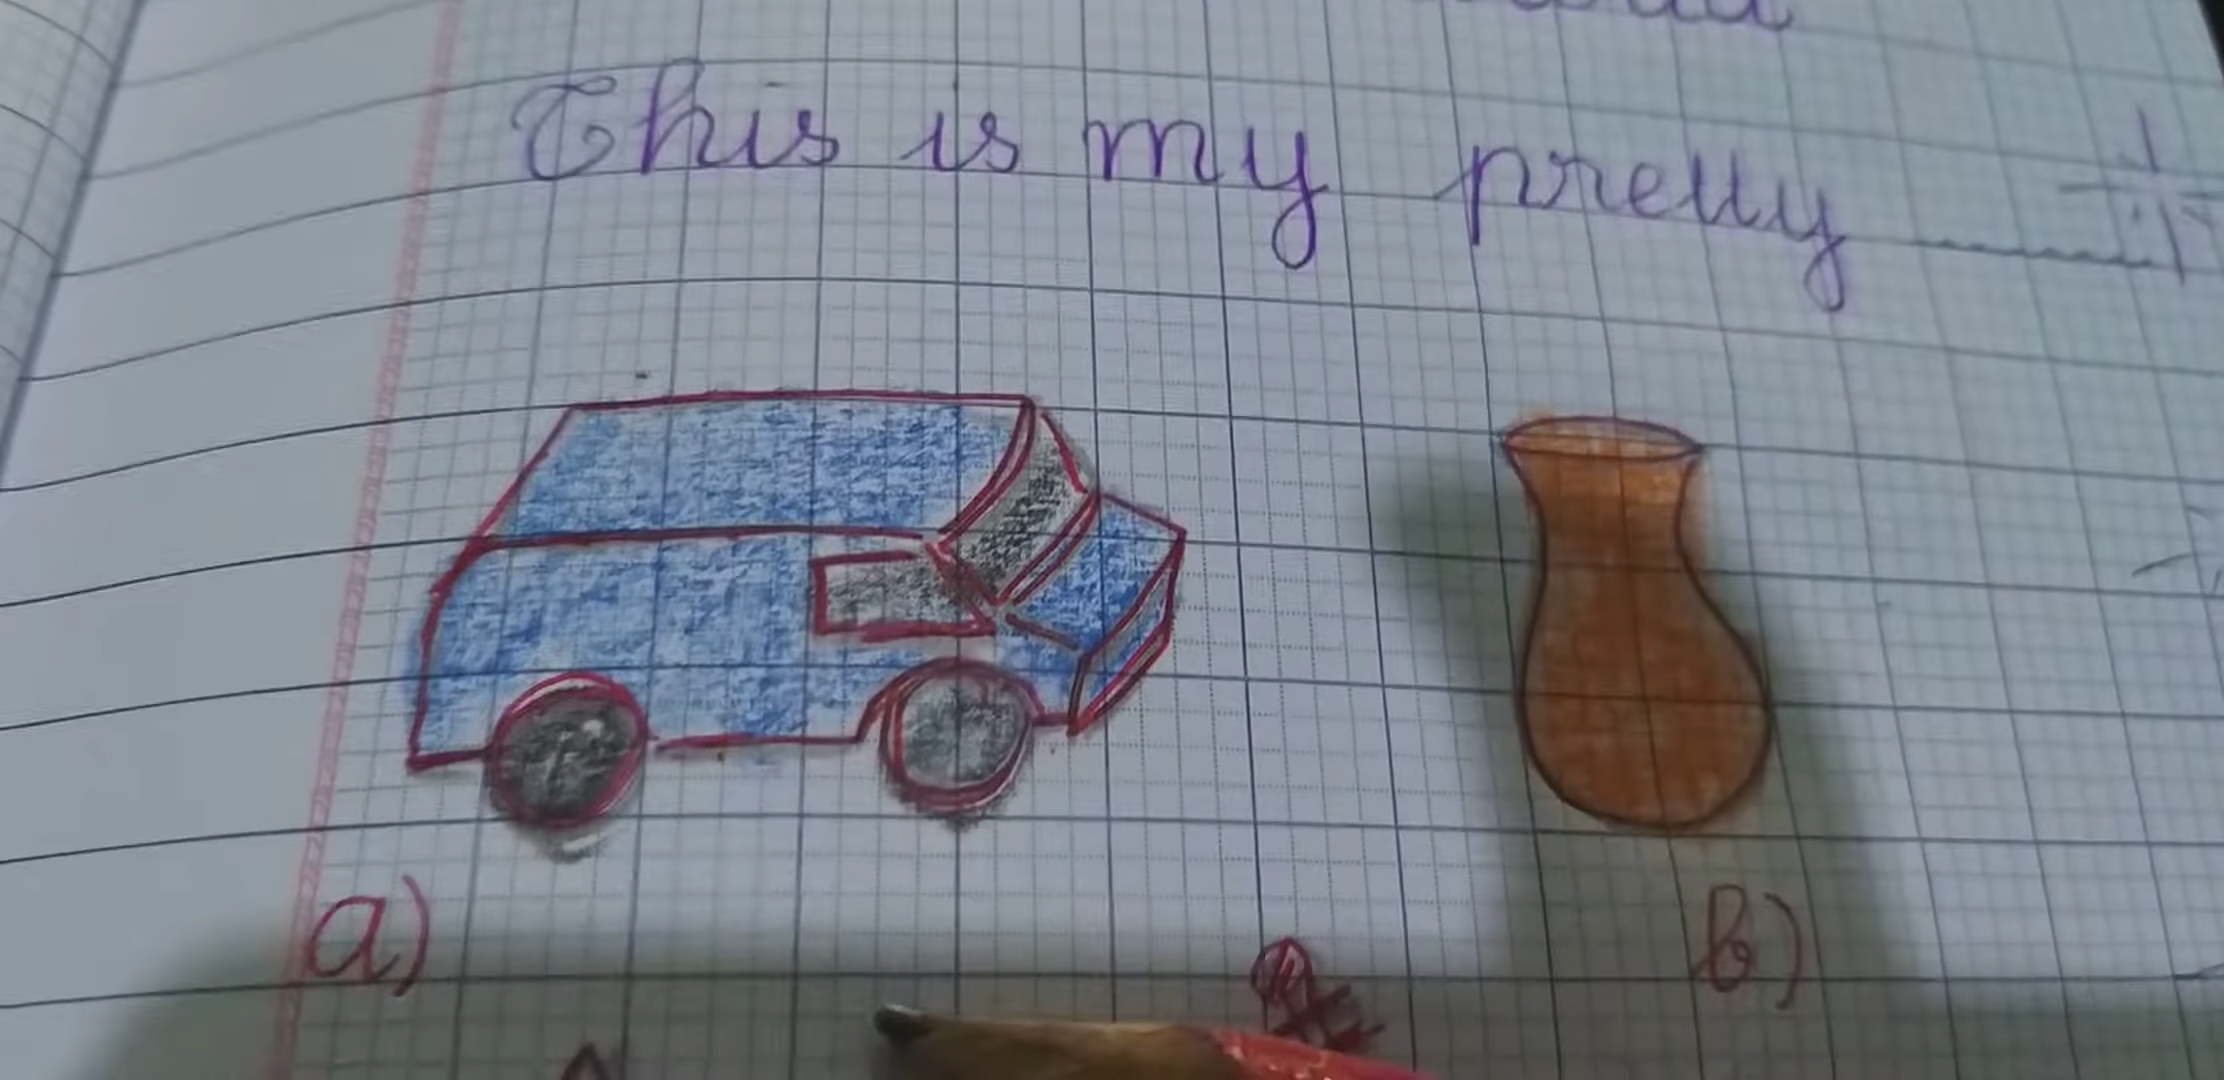 This is my pretty ........
a)
b)